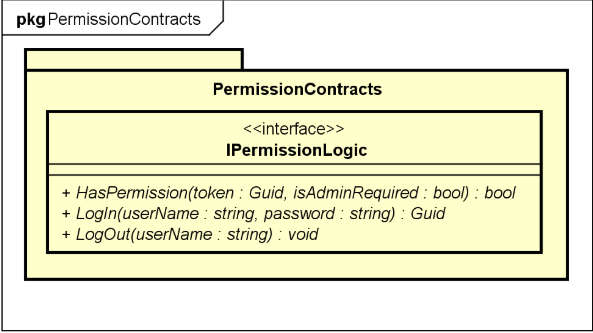 pkg PermissionContracts
PermissionContracts
<<interface>>
IPermissionLogic
+ HasPermission(token : Guid, isAdminRequired : bool) : bool
+ LogIn(userName : string, password : string) : Guid
+ LogOut(userName : string) : void